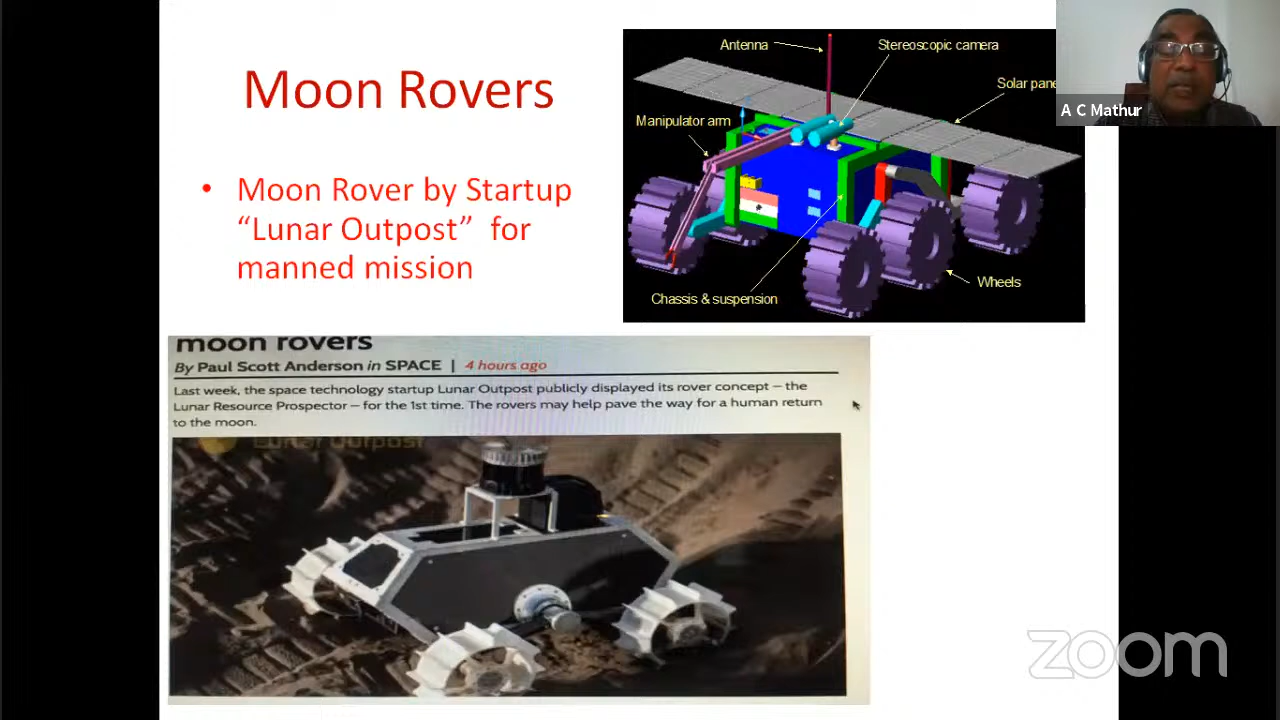 Moon Rovers
• Moon Rover by Startup
“Lunar Outpost” for
manned mission
Antenna
Stereoscopic camera
Solar pane
Manipulator arm
Chassis & suspension
Wheels
A C Mathur
moon rovers
By Paul Scott Anderson in SPACE | 4 hours ago
Last week, the space technology startup Lunar Outpost publicly displayed its rover concept — the
Lunar Resource Prospector — for the 1st time. The rovers may help pave the way for a human return
to the moon.
Lunar Outpost
zoom